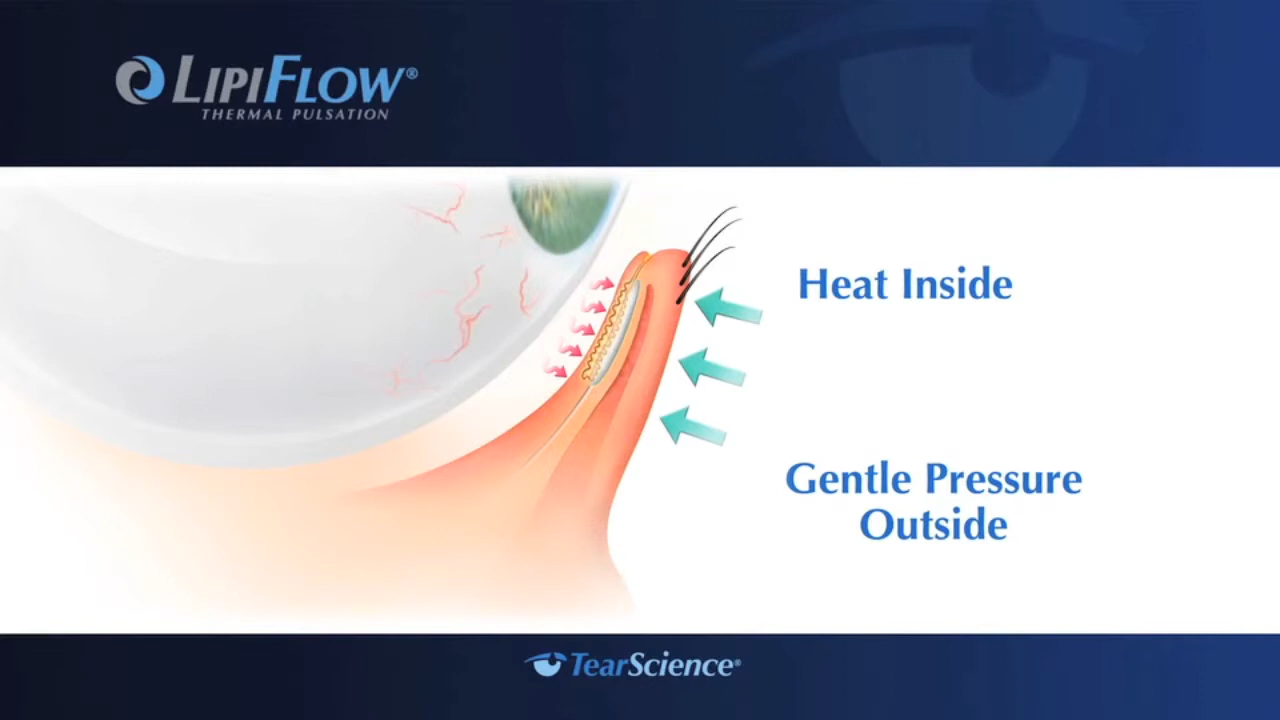 LIPIFLOW®
THERMAL PULSATION
Heat Inside
Gentle Pressure
Outside
TearScience®